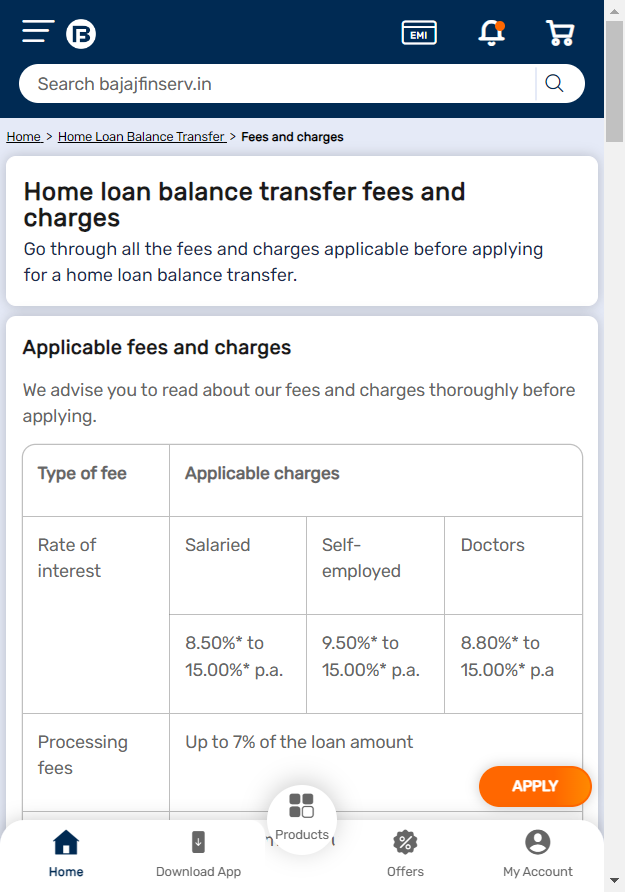 EMI
Search bajajfinserv.in
Home > Home Loan Balance Transfer > Fees and charges
Home loan balance transfer fees and
charges
Go through all the fees and charges applicable before applying
for a home loan balance transfer.
Applicable fees and charges
We advise you to read about our fees and charges thoroughly before
applying.
Type of fee
Applicable charges
Rate of
interest
Salaried
Self-
employed
Doctors
8.50%* to
15.00%* p.a.
9.50%* to
15.00%* p.a.
8.80%* to
15.00%* p.a
Processing
fees
Up to 7% of the loan amount
APPLY
Home
Download App
Products
Offers
My Account